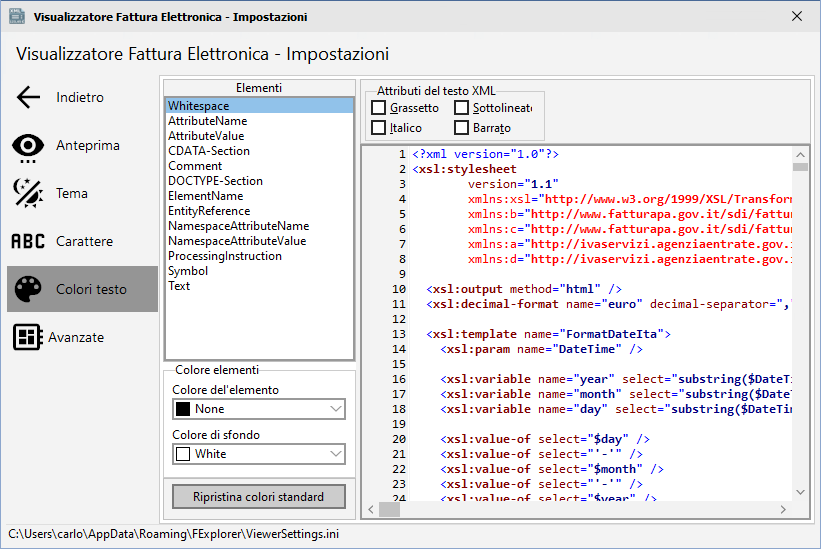 Visualizzatore Fattura Elettronica - Impostazioni
Visualizzatore Fattura Elettronica - Impostazioni
Indietro
Anteprima
Tema
ABC Carattere
Colori testo
Avanzate
Elementi
Whitespace
AttributeName
AttributeValue
CDATA-Section
Comment
DOCTYPE-Section
ElementName
EntityReference
NamespaceAttributeName
NamespaceAttributeValue
ProcessingInstruction
Symbol
Text
Colore elementi
Colore del'elemento
None
Colore di sfondo
White
Ripristina colori standard
Attributi del testo XML
Grassetto Sottolineato
Italico Barrato
1 <?xml version="1.0"?>
2 <xsl:stylesheet
3 version="1.1"
4 xmlns:xsl="http://www.w3.org/1999/XSL/Transform
5 xmlns:b="http://www.fatturapa.gov.it/sdi/fattur
6 xmlns:c="http://www.fatturapa.gov.it/sdi/fattur
7 xmlns:a="http://ivaservizi.agenziaentrate.gov.i
8 xmlns:d="http://ivaservizi.agenziaentrate.gov.i
9
10 <xsl:output method="html" />
11 <xsl:decimal-format name="euro" decimal-separator=","
12
13 <xsl:template name="FormatDateIta">
14 <xsl:param name="DateTime" />
15
16 <xsl:variable name="year" select="substring($DateTi
17 <xsl:variable name="month" select="substring($DateT
18 <xsl:variable name="day" select="substring($DateTim
19
20 <xsl:value-of select="$day" />
21 <xsl:value-of select="'-'" />
22 <xsl:value-of select="$month" />
23 <xsl:value-of select="'-'" />
24 <xsl:value-of select="$year" />
C:\Users\carlo\AppData\Roaming\FExplorer\ViewerSettings.ini